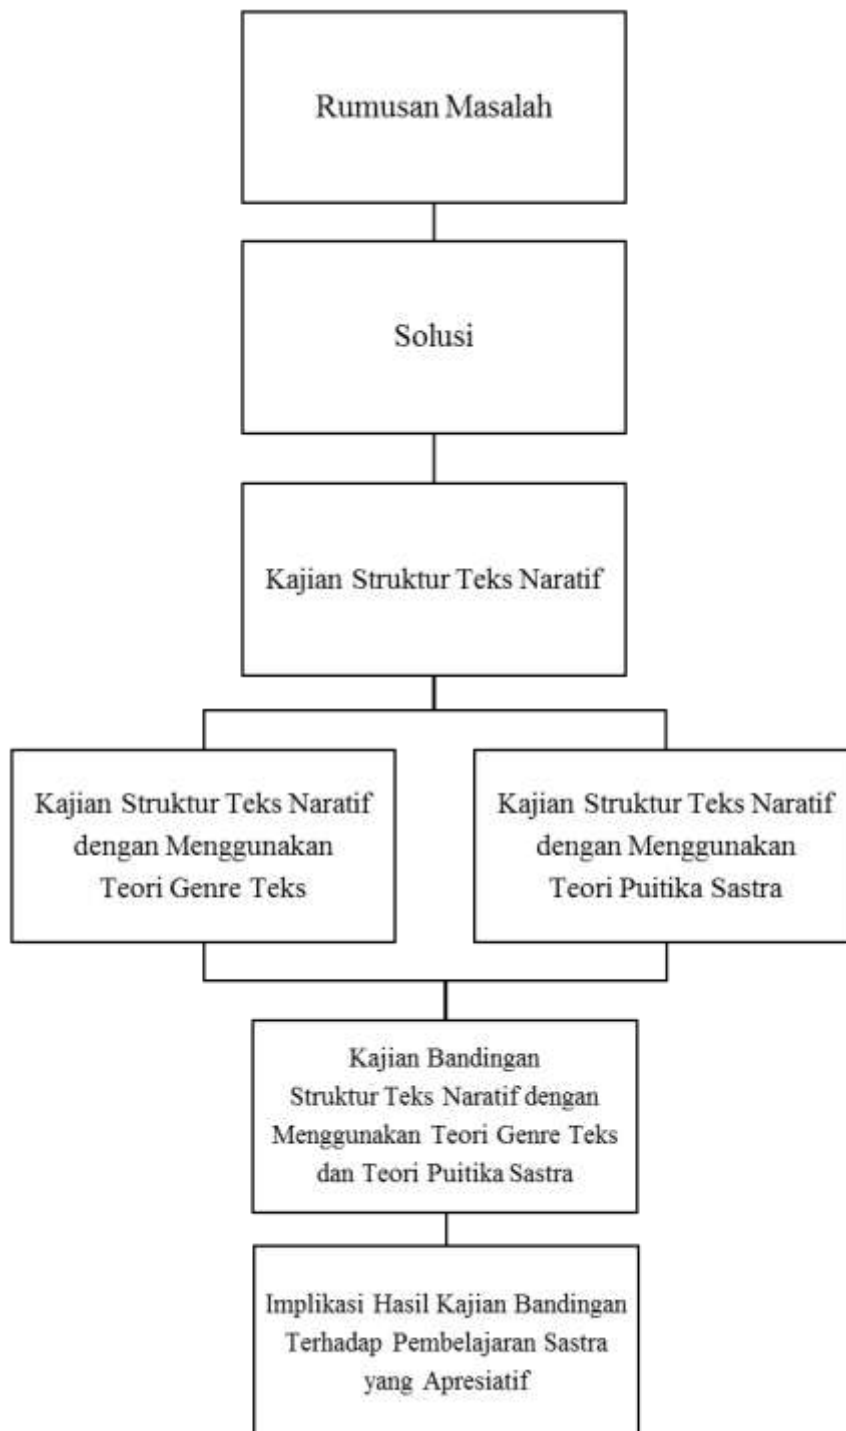 Rumusan Masalah
Solusi
Kajian Struktur Teks Naratif
Kajian Struktur Teks Naratif
dengan Menggunakan
Teori Genre Teks
Kajian Struktur Teks Naratif
dengan Menggunakan
Teori Puitika Sastra
Kajian Bandingan
Struktur Teks Naratif dengan
Menggunakan Teori Genre Teks
dan Teori Puitika Sastra
Implikasi Hasil Kajian Bandingan
Terhadap Pembelajaran Sastra
yang Apresiatif